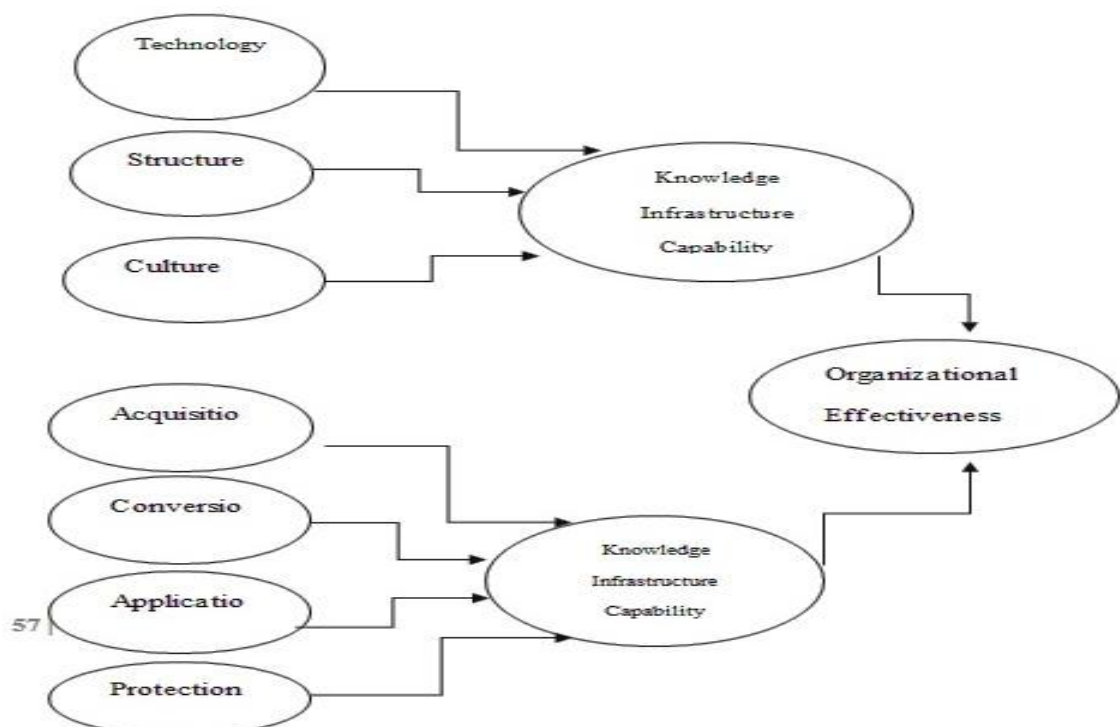 Technology
Structure
Culture
Knowledge
Infrastructure
Capability
Organizational
Effectiveness
Acquisitio
Conversio
Applicatio
Protection
Knowledge
Infrastructure
Capability
57 |